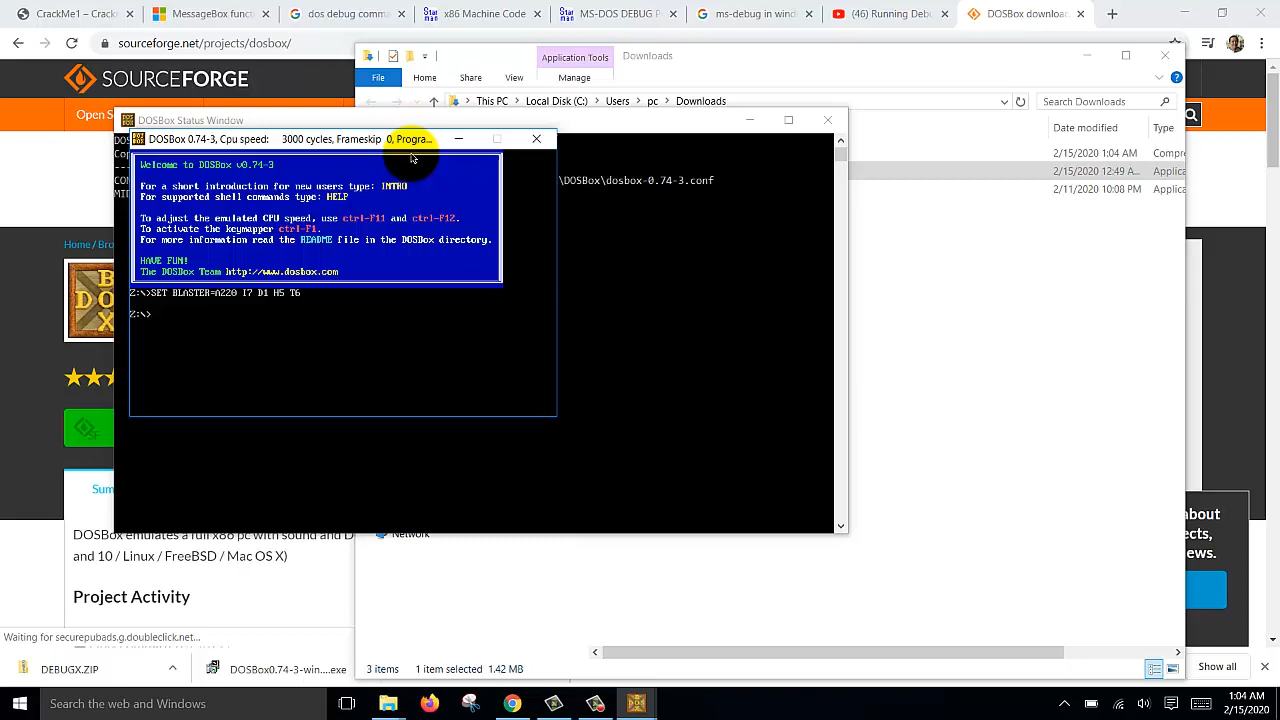 CrackMe1 – Crac
MessageBox func
dos debug comma
x86 Machine Code
MS DOS DEBUG P
ms-debug in wind
(46) Running Deb
DOSBox downloa
sourceforge.net/projects/dosbox/
SOURCEFORGE
Open S
Application Tools
Downloads
File
Home
Share
View
Manage
This PC
Local Disk (C:)
Users
pc
Downloads
Search Downloads
Date modified
Type
2/15/2020 1:04 AM
Compre
2/15/2020 12:49 A...
Applica
2/11/2020 10:08 PM
Applica
DOSBox Status Window
\DOSBox\dosbox-0.74-3.conf
DOSBox 0.74-3, Cpu speed: 3000 cycles, Frameskip 0, Progra...
Welcome to DOSBox v0.74-3
For a short introduction for new users type: INTRO
For supported shell commands type: HELP
To adjust the emulated CPU speed, use ctrl-F11 and ctrl-F12.
To activate the keymapper ctrl-F1.
For more information read the README file in the DOSBox directory.
HAVE FUN!
The DOSBox Team http://www.dosbox.com
Z:\>SET BLASTER=A220 I7 D1 H5 T6
Z:\>
Home / Bro
Sum
DOSBox emulates a full x86 pc with sound and D
and 10 / Linux / FreeBSD / Mac OS X)
Project Activity
Network
about
ects,
ews.
Waiting for securepubads.g.doubleclick.net...
3 items
1 item selected 1.42 MB
DEBUGX.ZIP
DOSBox0.74-3-win....exe
Show all
Search the web and Windows
1:04 AM
2/15/2020